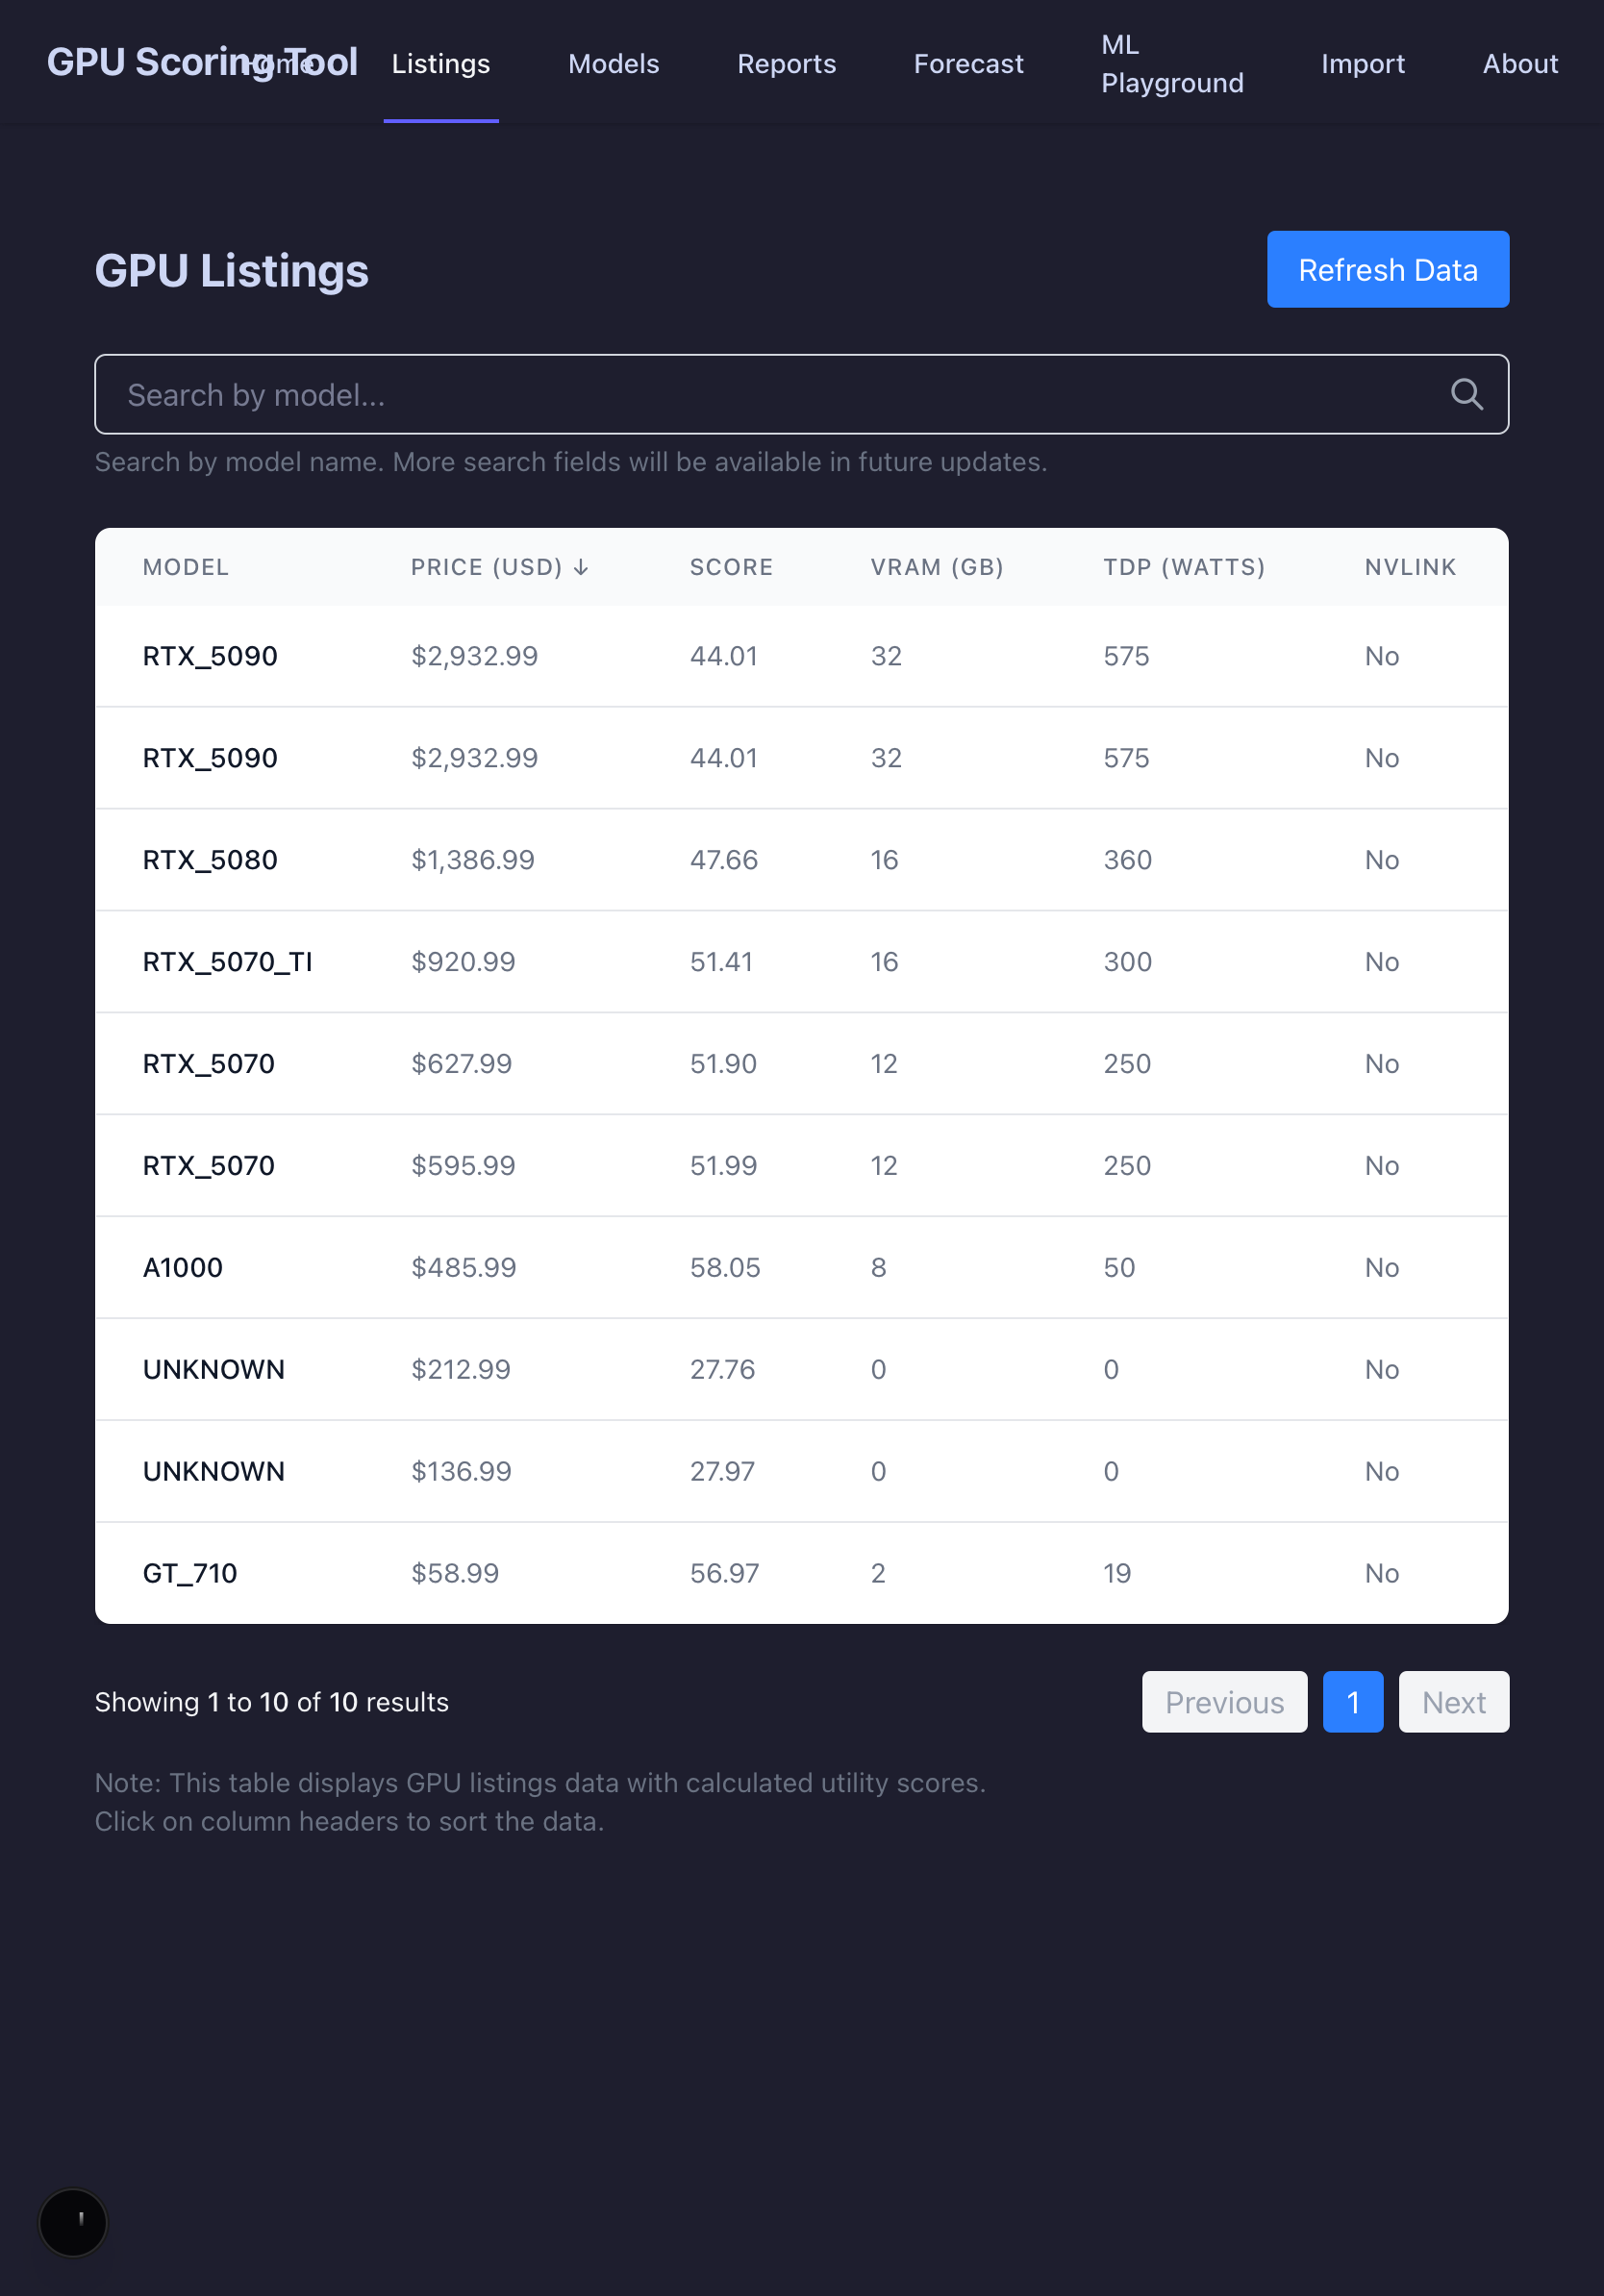 GPU Scoring Tool
Home
Listings
Models
Reports
Forecast
ML
Playground
Import
About
GPU Listings
Refresh Data
Search by model...
Search by model name. More search fields will be available in future updates.
MODEL PRICE (USD) ↓ SCORE VRAM (GB) TDP (WATTS) NVLINK
RTX_5090 $2,932.99 44.01 32 575 No
RTX_5090 $2,932.99 44.01 32 575 No
RTX_5080 $1,386.99 47.66 16 360 No
RTX_5070_TI $920.99 51.41 16 300 No
RTX_5070 $627.99 51.90 12 250 No
RTX_5070 $595.99 51.99 12 250 No
A1000 $485.99 58.05 8 50 No
UNKNOWN $212.99 27.76 0 0 No
UNKNOWN $136.99 27.97 0 0 No
GT_710 $58.99 56.97 2 19 No
Showing 1 to 10 of 10 results
Previous 1 Next
Note: This table displays GPU listings data with calculated utility scores.
Click on column headers to sort the data.